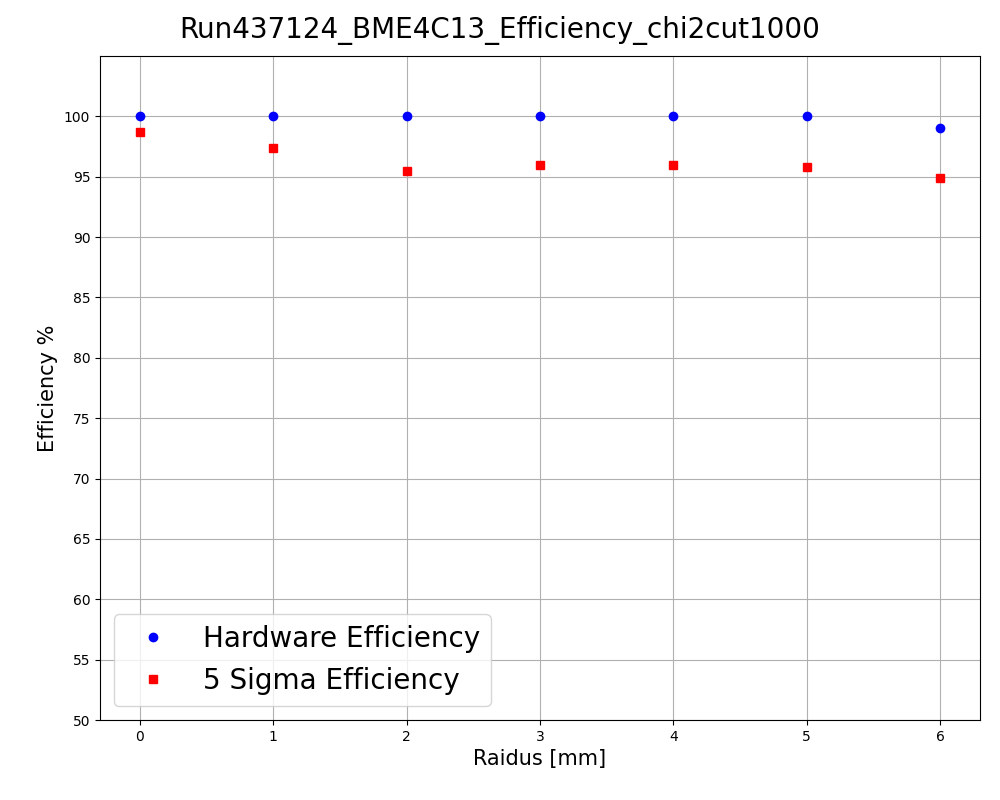 Run437124_BME4C13_Efficiency_chi2cut1000
100
95
90
85
80
75
70
65
60
55
50
Efficiency %
Hardware Efficiency
5 Sigma Efficiency
0 1 2 3 4 5 6
Raidus [mm]